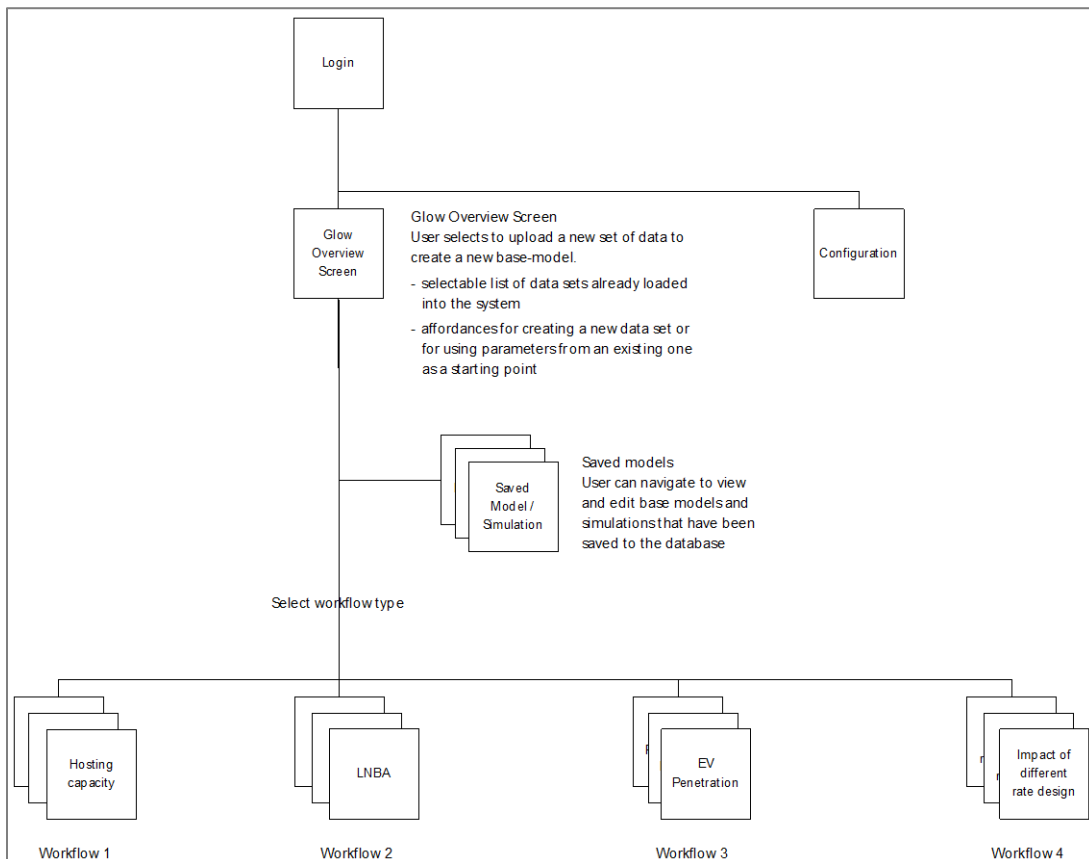 Login
Glow
Overview
Screen
Glow Overview Screen
User selects to upload a new set of data to
create a new base-model.
- selectable list of data sets already loaded
into the system
- affordances for creating a new data set or
for using parameters from an existing one
as a starting point
Configuration
Saved
Model /
Simulation
Saved models
User can navigate to view
and edit base models and
simulations that have been
saved to the database
Select workflow type
Hosting
capacity
LNBA
EV
Penetration
Impact of
different
rate design
Workflow 1
Workflow 2
Workflow 3
Workflow 4